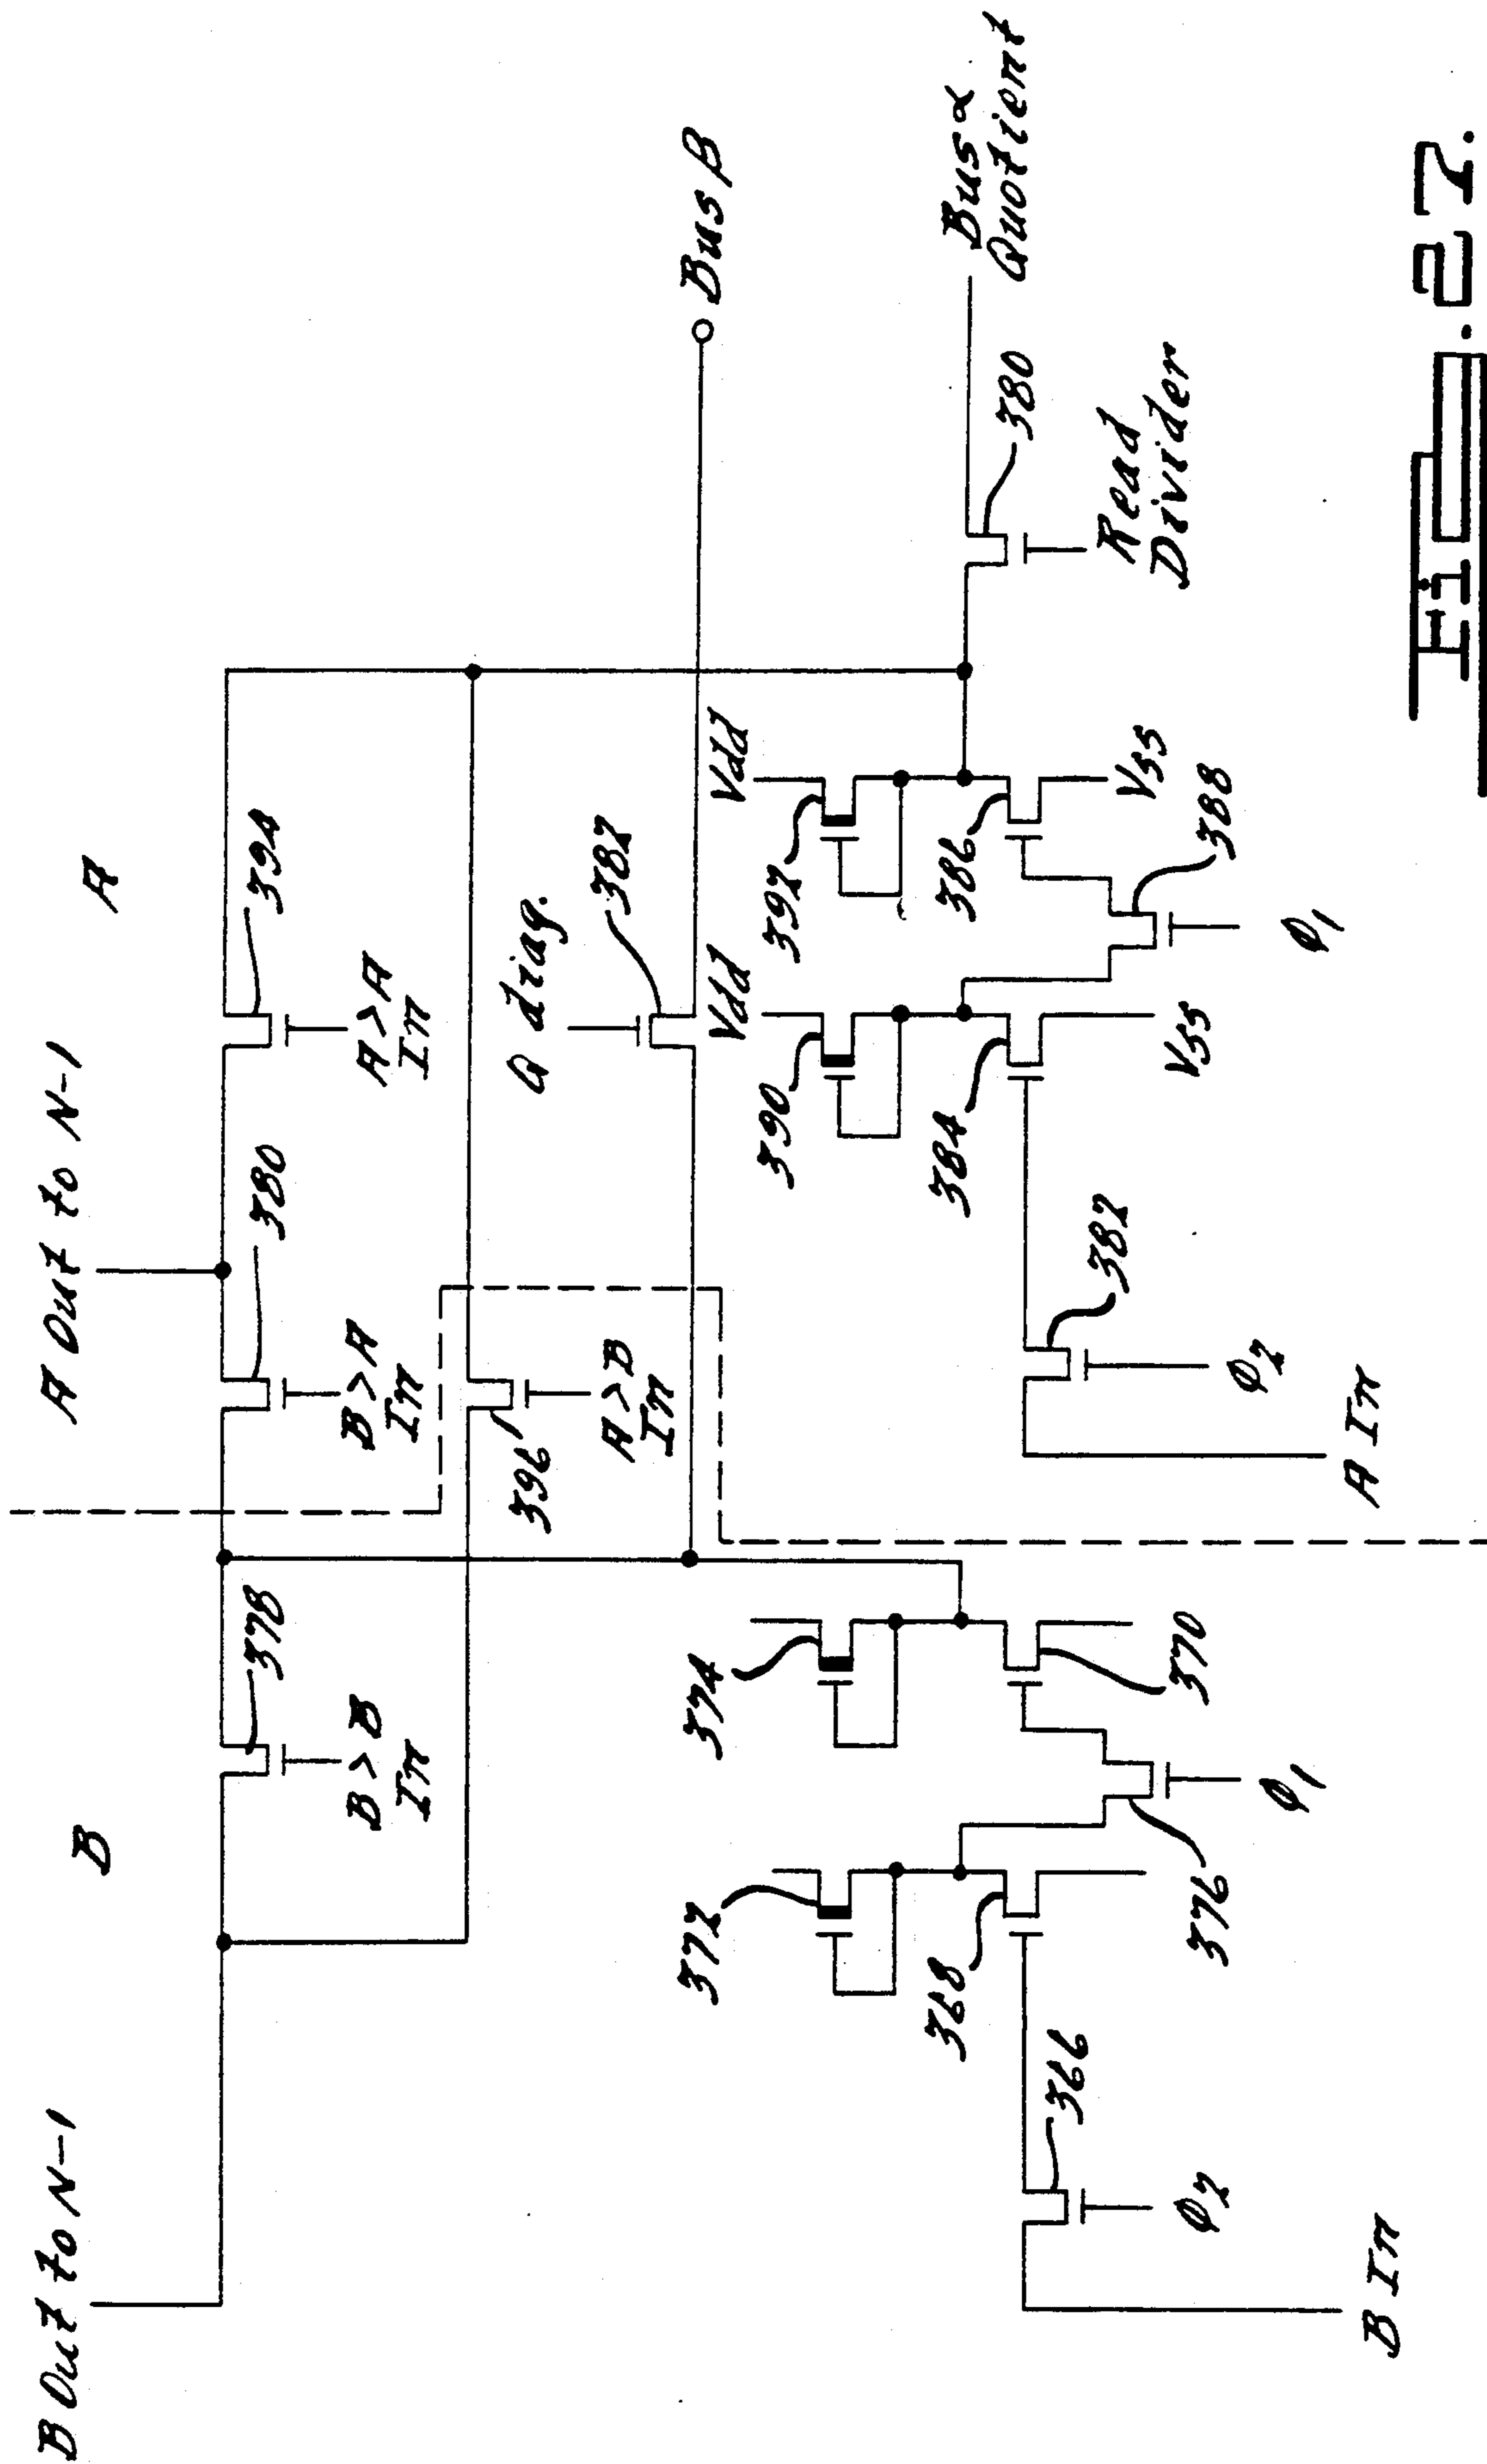 B Out to N-1
A Out to N-1
B
A
378
380
394
B>B
In
B>A
In
A>A
In
396
A>B
In
Q diag.
382
Bus β
372
374
390
Vdd
392
Vdd
368
370
384
386
Bus α
Quotient
380
Read
Divider
366
376
382
388
Vss
Vss
Φ2
Φ1
Φ2
Φ1
B In
A In
Fig. 27.